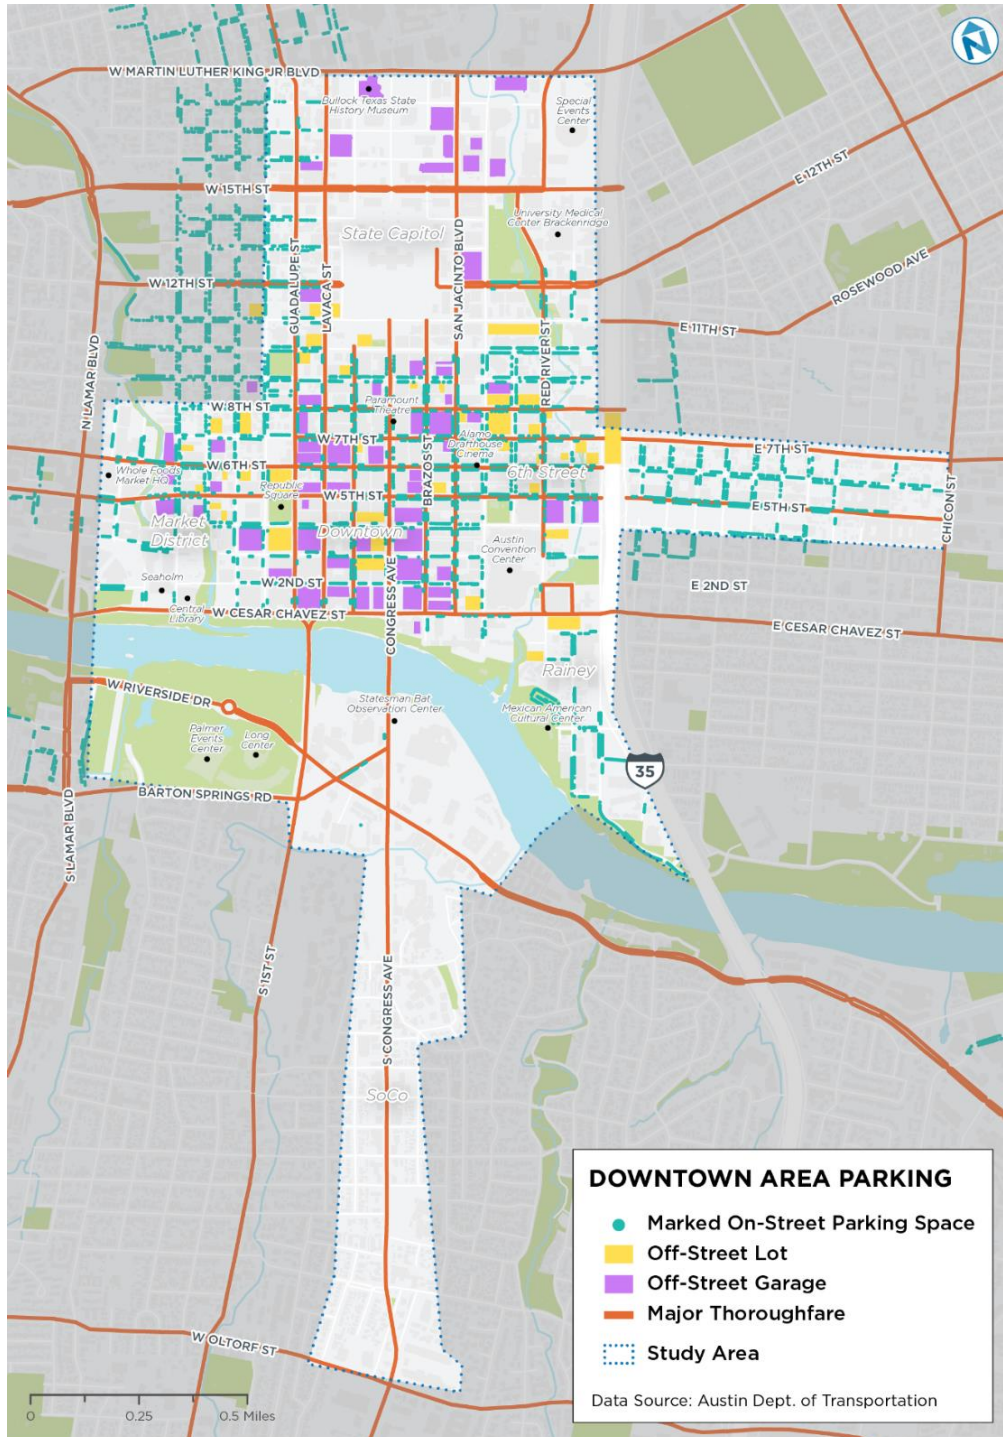 N
W MARTIN LUTHER KING JR BLVD
Bullock Texas State
History Museum
Special
Events
Center
E 12TH ST
W 15TH ST
State Capitol
University Medical
Center Brackenridge
SAN JACINTO BLVD
GUADALUPE ST
LAVACA ST
W 12TH ST
ROSEWOOD AVE
E 11TH ST
RED RIVER ST
N LAMAR BLVD
W 8TH ST
Paramount
Theatre
W 7TH ST
BRAZOS ST
Alamo
Drafthouse
Cinema
E 7TH ST
Whole Foods
Market HQ
W 6TH ST
6th Street
Republic
Square
W 5TH ST
E 5TH ST
CHICON ST
Market
District
Downtown
Austin
Convention
Center
Seaholm
W 2ND ST
E 2ND ST
Central
Library
W CESAR CHAVEZ ST
CONGRESS AVE
E CESAR CHAVEZ ST
Rainey
W RIVERSIDE DR
Statesman Bat
Observation Center
Mexican American
Cultural Center
Palmer
Events
Center
Long
Center
35
BARTON SPRINGS RD
S LAMAR BLVD
S 1ST ST
S CONGRESS AVE
SoCo
W OLTORF ST
0
0.25
0.5 Miles
DOWNTOWN AREA PARKING
Marked On-Street Parking Space
Off-Street Lot
Off-Street Garage
Major Thoroughfare
Study Area
Data Source: Austin Dept. of Transportation